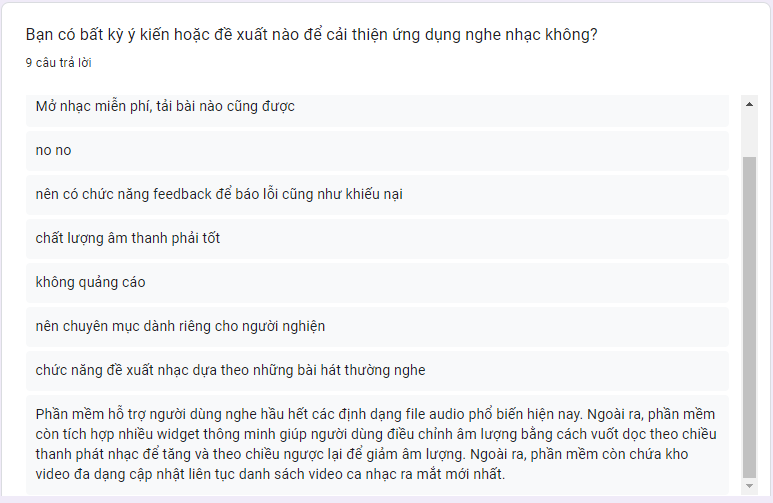 Bạn có bất kỳ ý kiến hoặc đề xuất nào để cải thiện ứng dụng nghe nhạc không?
9 câu trả lời
Mở nhạc miễn phí, tải bài nào cũng được
no no
nên có chức năng feedback để báo lỗi cũng như khiếu nại
chất lượng âm thanh phải tốt
không quảng cáo
nên chuyên mục dành riêng cho người nghiện
chức năng đề xuất nhạc dựa theo những bài hát thường nghe
Phần mềm hỗ trợ người dùng nghe hầu hết các định dạng file audio phổ biến hiện nay. Ngoài ra, phần mềm
còn tích hợp nhiều widget thông minh giúp người dùng điều chỉnh âm lượng bằng cách vuốt dọc theo chiều
thanh phát nhạc để tăng và theo chiều ngược lại để giảm âm lượng. Ngoài ra, phần mềm còn chứa kho
video đa dạng cập nhật liên tục danh sách video ca nhạc ra mắt mới nhất.